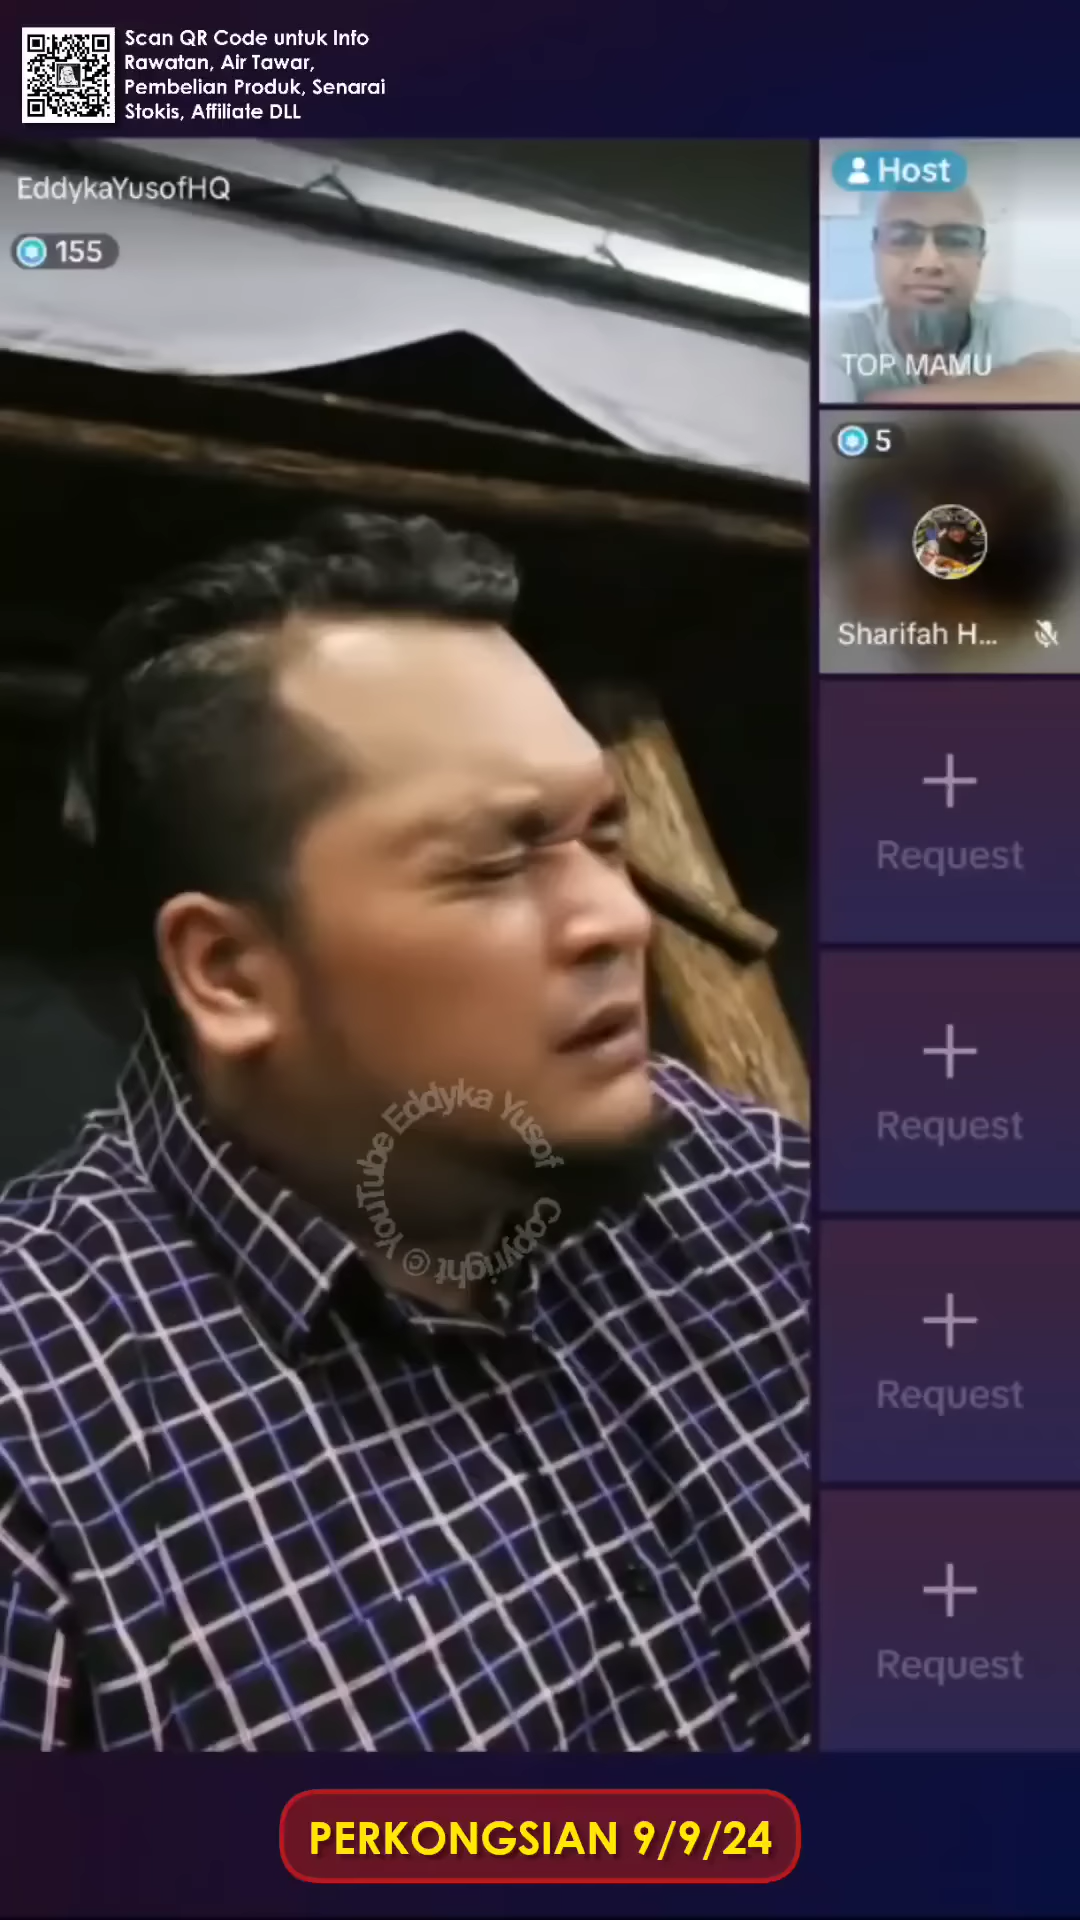 Scan QR Code untuk Info
Rawatan, Air Tawar,
Pembelian Produk, Senarai
Stokis, Affiliate DLL
EddykaYusofHQ
155
Host
TOP MAMU
5
Sharifah H...
Request
Request
Request
Request
Copyright © YouTube Eddyka Yusof
PERKONGSIAN 9/9/24